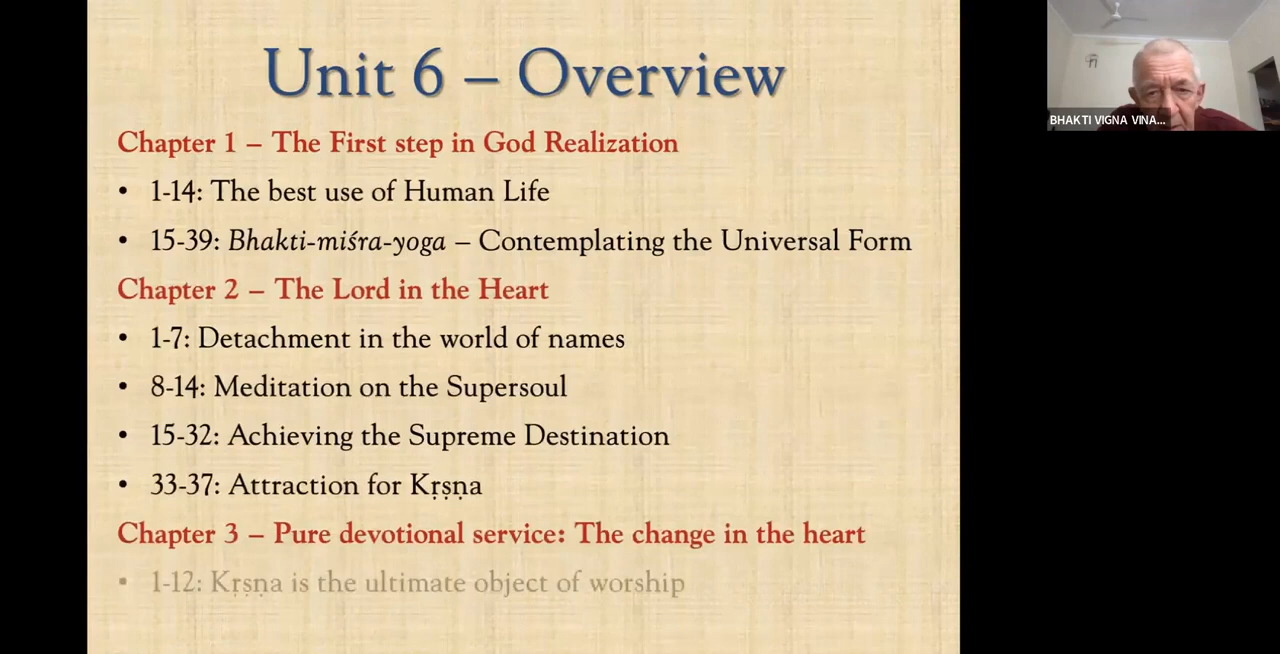 Unit 6 – Overview
Chapter 1 – The First step in God Realization
• 1-14: The best use of Human Life
• 15-39: Bhakti-miśra-yoga – Contemplating the Universal Form
Chapter 2 – The Lord in the Heart
• 1-7: Detachment in the world of names
• 8-14: Meditation on the Supersoul
• 15-32: Achieving the Supreme Destination
• 33-37: Attraction for Kṛṣṇa
Chapter 3 – Pure devotional service: The change in the heart
• 1-12: Kṛṣṇa is the ultimate object of worship
BHAKTI VIGNA VINA...